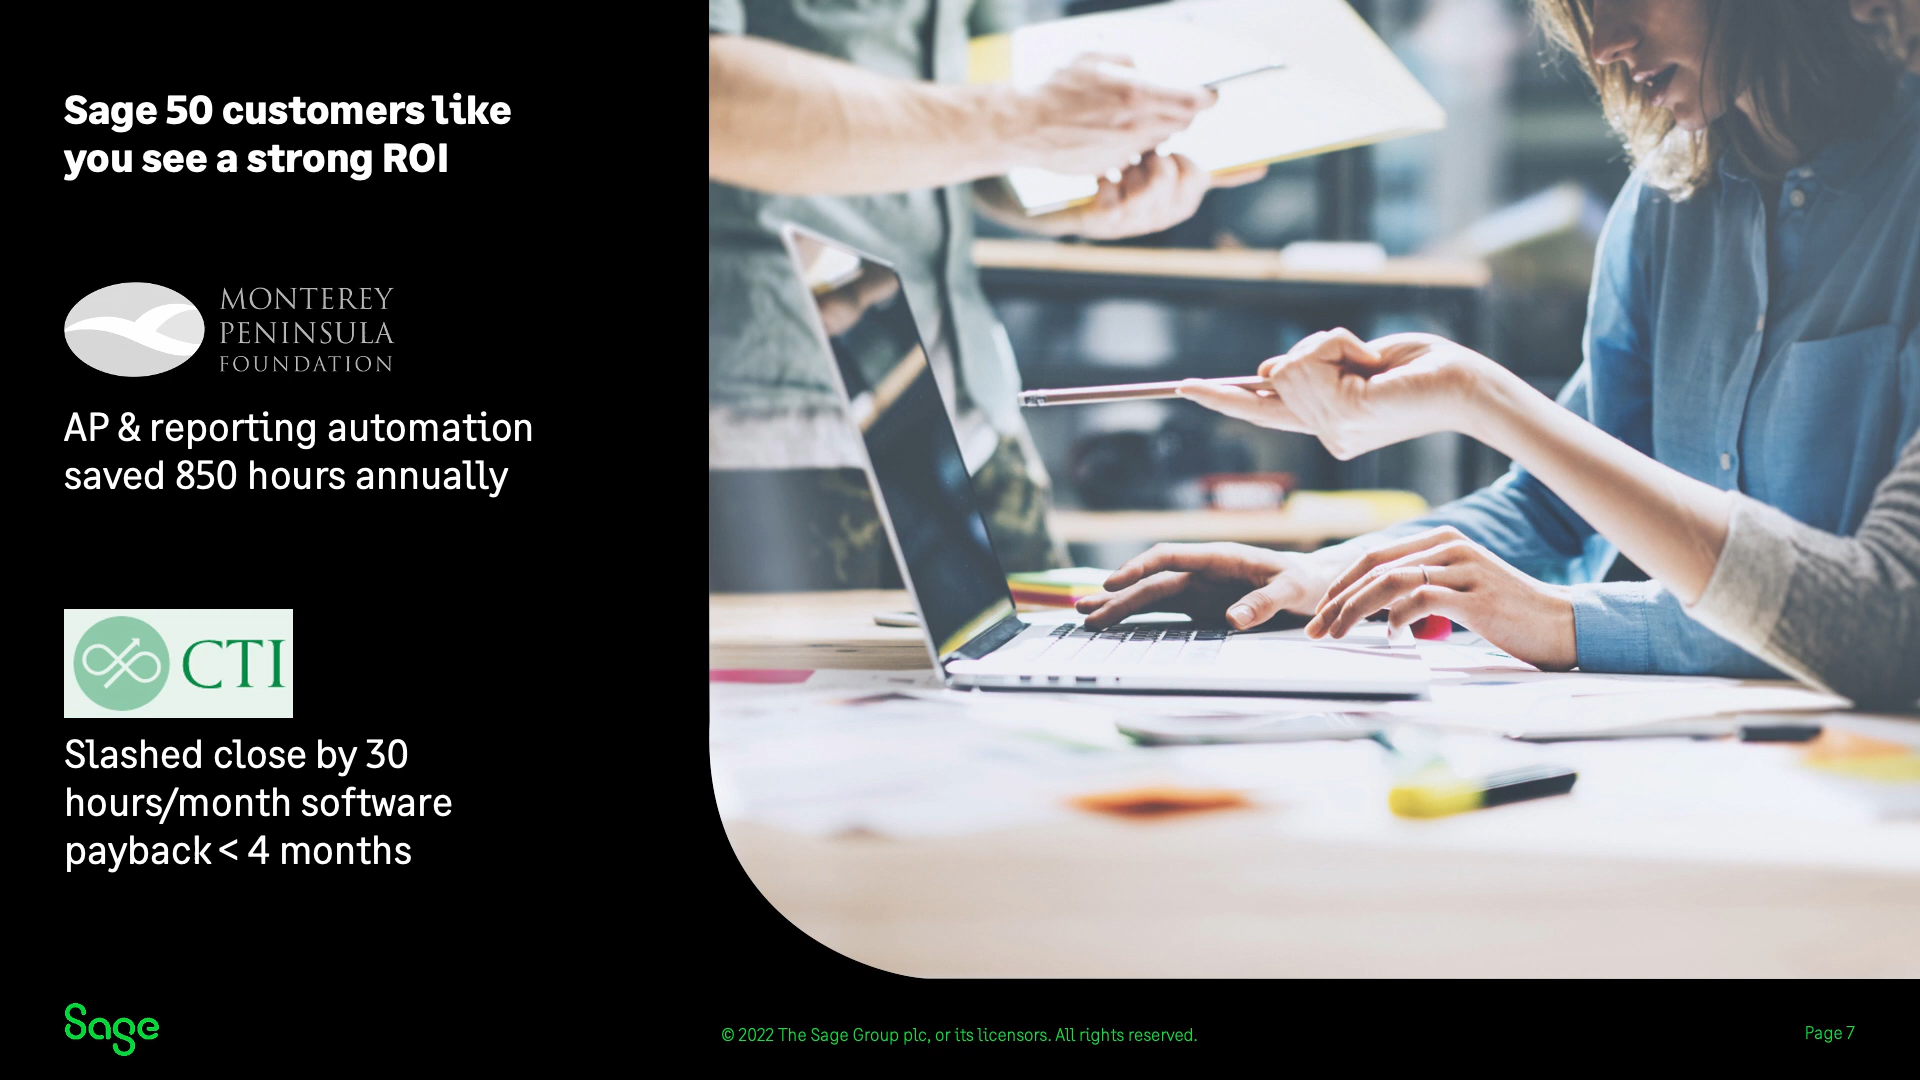 Sage 50 customers like
you see a strong ROI
MONTEREY
PENINSULA
FOUNDATION
AP & reporting automation
saved 850 hours annually
CTI
Slashed close by 30
hours/month software
payback < 4 months
Sage
© 2022 The Sage Group plc, or its licensors. All rights reserved.
Page 7